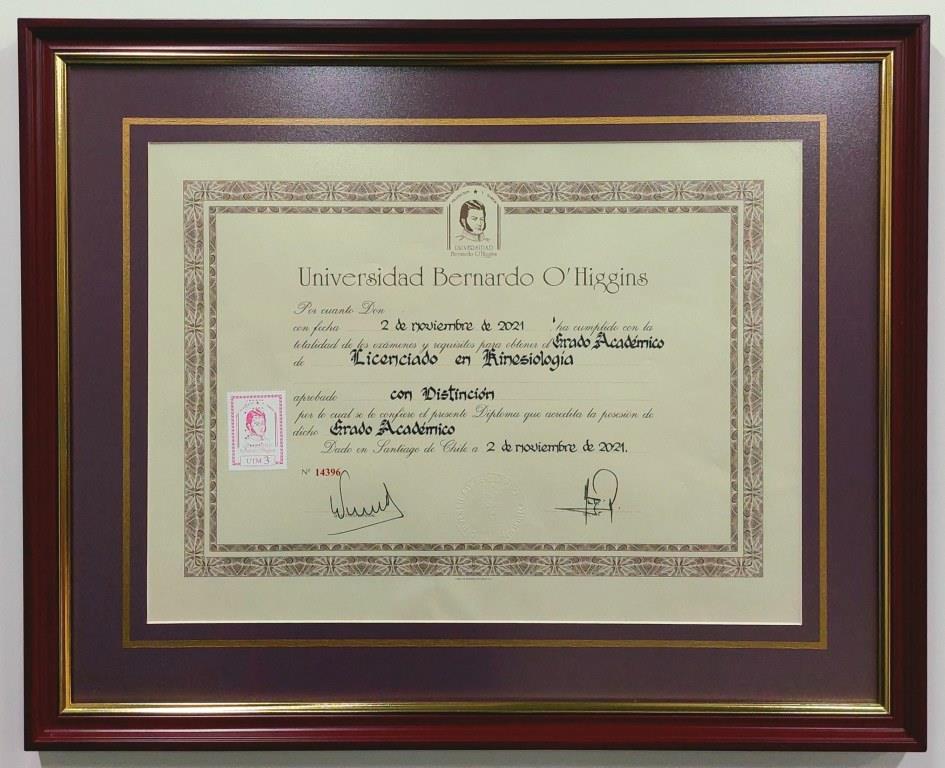 UNIVERSIDAD
Bernardo O'Higgins
Universidad Bernardo O'Higgins
Por cuanto Don
con fecha 2 de noviembre de 2021 ha cumplido con la
totalidad de los exámenes y requisitos para obtener el Grado Académico
de Licenciado en Kinesiología
aprobado con Distinción
por lo cual se le confiere el presente Diploma que acredita la posesión de
dicho Grado Académico
Dado en Santiago de Chile a 2 de noviembre de 2021.
UTM 3
Nº 14396